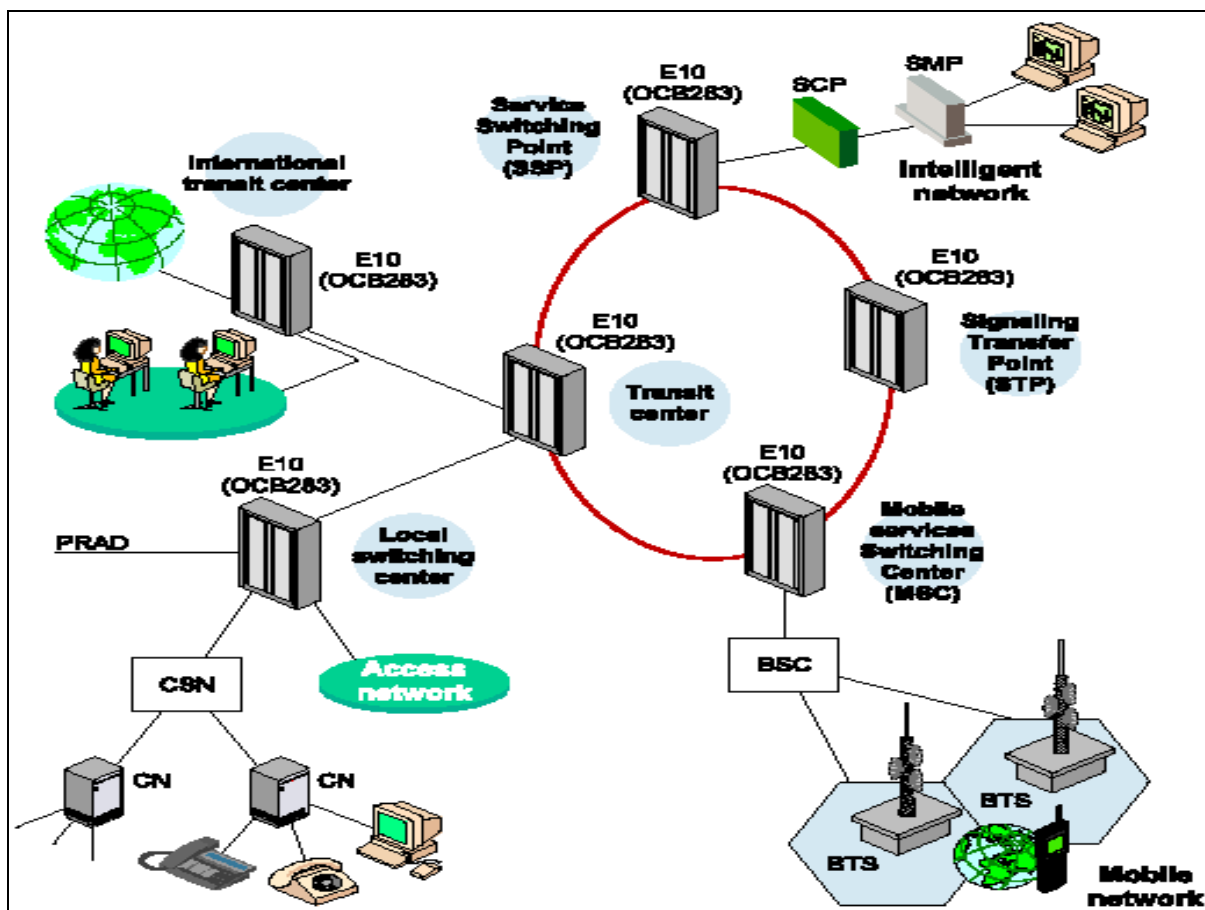 E10
(OCB283)
SCP
SMP
Service
Switching
Point
(SSP)
Intelligent
network
International
transit center
E10
(OCB283)
E10
(OCB283)
Signaling
Transfer
Point
(STP)
E10
(OCB283)
Transit
center
E10
(OCB283)
E10
(OCB283)
PRAD
Local
switching
center
Mobile
services
Switching
Center
(MSC)
CSN
Access
network
BSC
CN
CN
BTS
BTS
Mobile
network